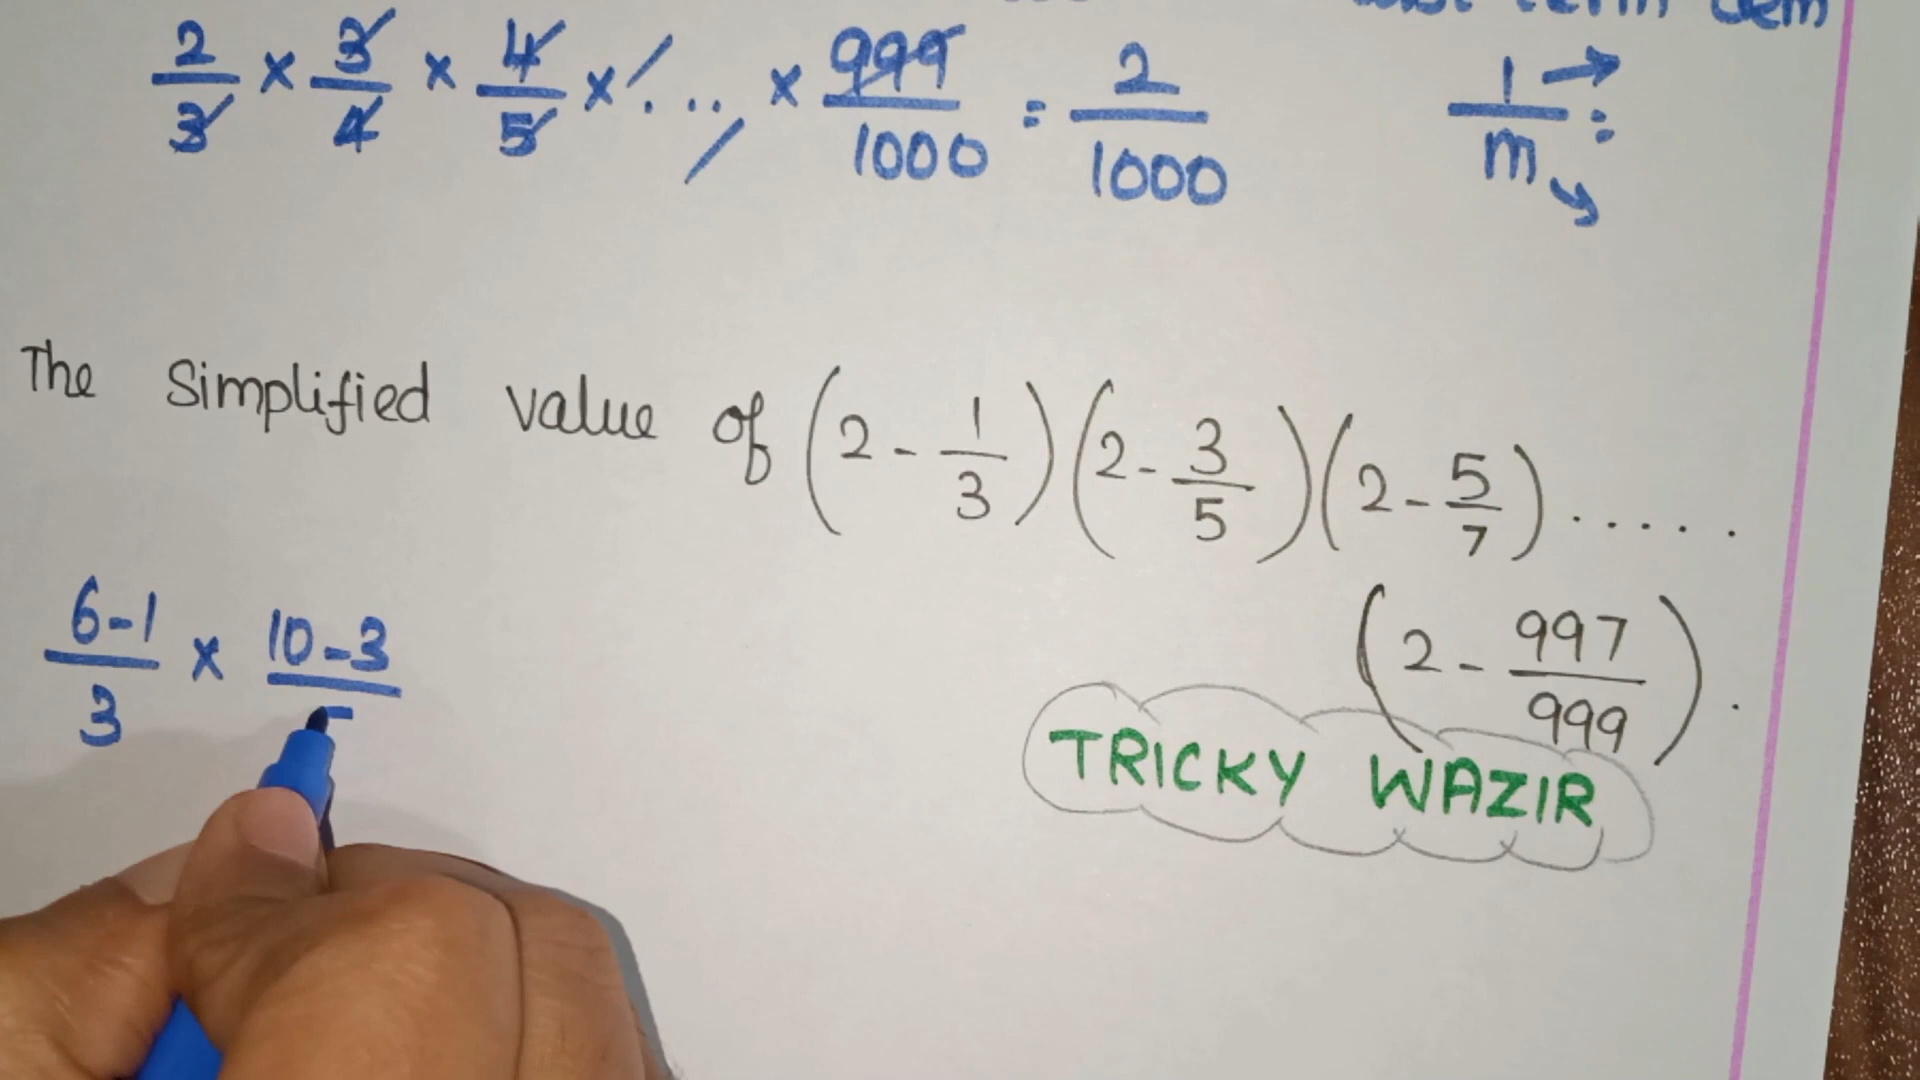 term
2/3 × 3/4 × 4/5 × ... × 999/1000 = 2/1000
1/m
The Simplified value of (2 - 1/3)(2 - 3/5)(2 - 5/7).....
(2 - 997/999).
6-1/3 × 10-3/
TRICKY WAZIR